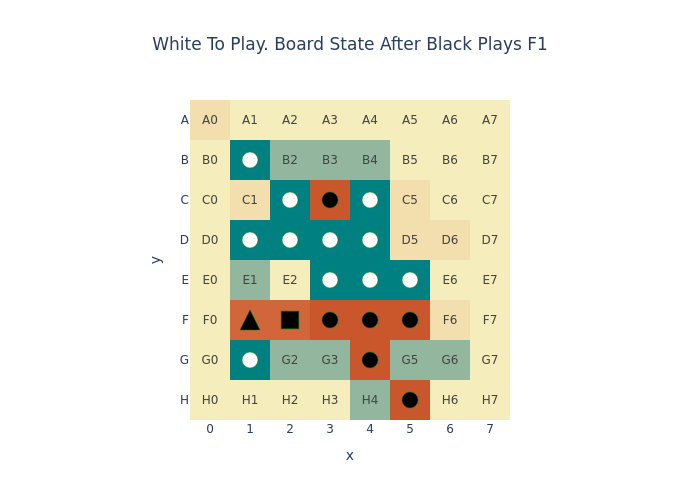 White To Play. Board State After Black Plays F1
A A0 A1 A2 A3 A4 A5 A6 A7
B B0 B2 B3 B4 B5 B6 B7
C C0 C1 C5 C6 C7
D D0 D5 D6 D7
y
E E0 E1 E2 E6 E7
F F0 F6 F7
G G0 G2 G3 G5 G6 G7
H H0 H1 H2 H3 H4 H6 H7
0 1 2 3 4 5 6 7
x